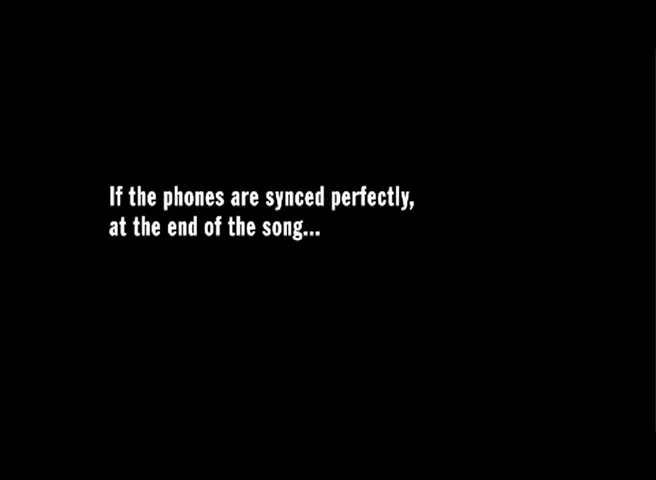 If the phones are synced perfectly,
at the end of the song...